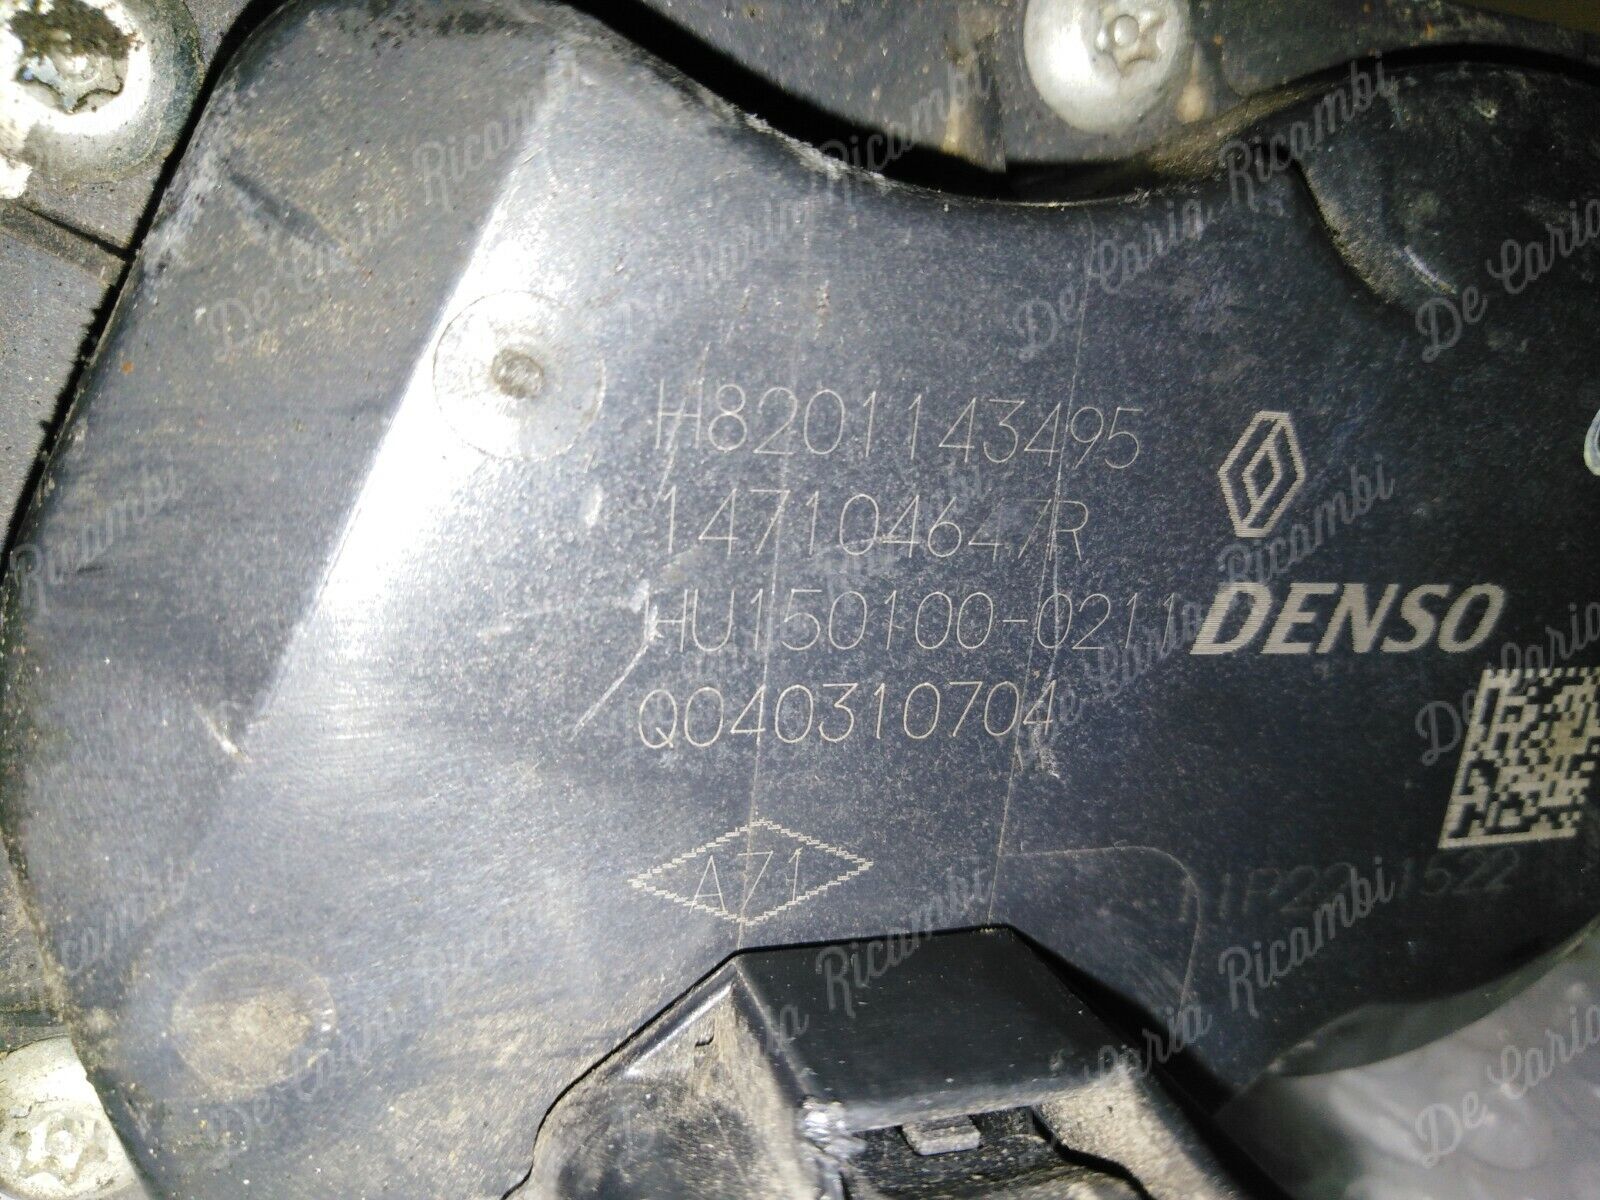 H8201143495
147104647R
HU150100-0211
DENSO
Q040310704
A71
De Caria Ricambi